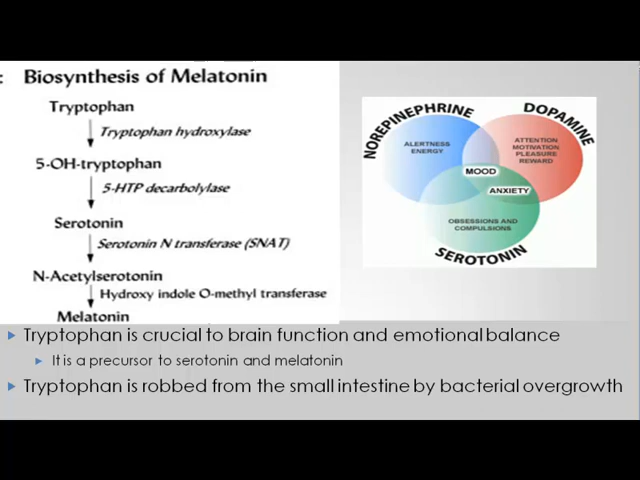 : Biosynthesis of Melatonin
Tryptophan
Tryptophan hydroxylase
5-OH-tryptophan
5-HTP decarbolylase
Serotonin
Serotonin N transferase (SNAT)
N-Acetylserotonin
Hydroxy indole O-methyl transferase
Melatonin
NOREPINEPHRINE
DOPAMINE
ALERTNESS
ENERGY
ATTENTION
MOTIVATION
PLEASURE
REWARD
MOOD
ANXIETY
OBSESSIONS AND
COMPULSIONS
SEROTONIN
Tryptophan is crucial to brain function and emotional balance
It is a precursor to serotonin and melatonin
Tryptophan is robbed from the small intestine by bacterial overgrowth